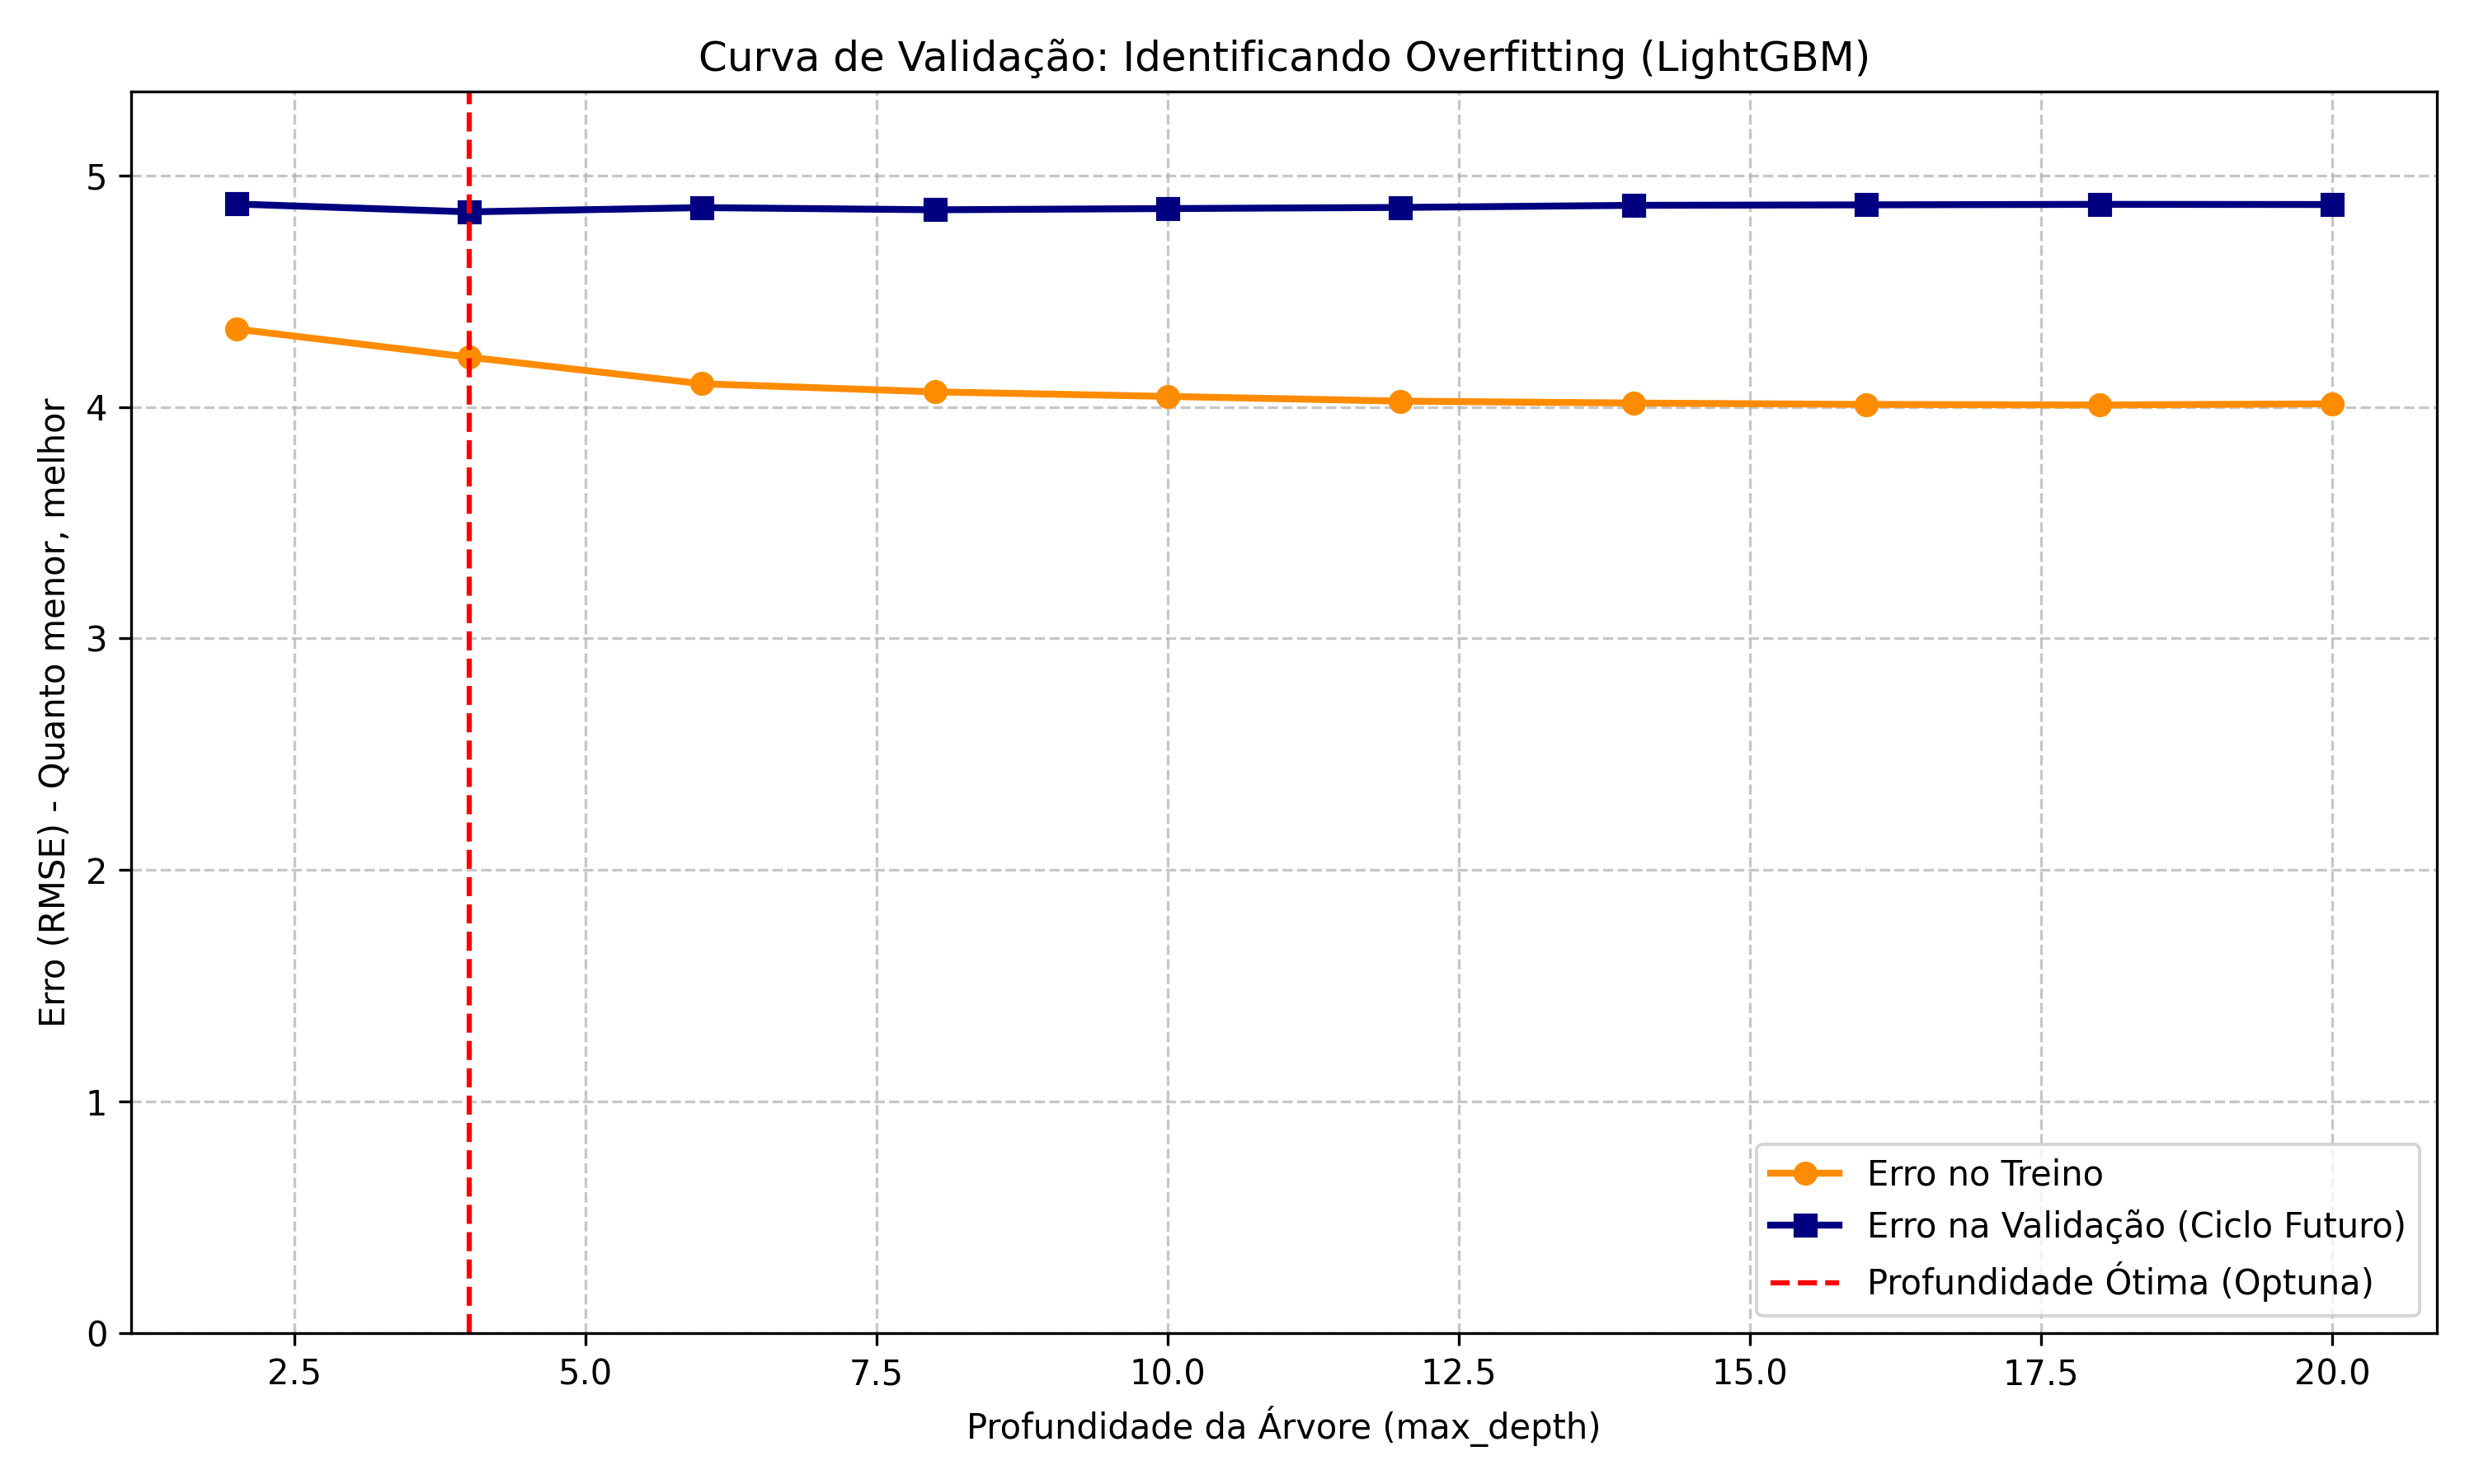 Curva de Validação: Identificando Overfitting (LightGBM)
Erro (RMSE) - Quanto menor, melhor
5
4
3
2
1
0
2.5 5.0 7.5 10.0 12.5 15.0 17.5 20.0
Profundidade da Árvore (max_depth)
Erro no Treino
Erro na Validação (Ciclo Futuro)
Profundidade Ótima (Optuna)